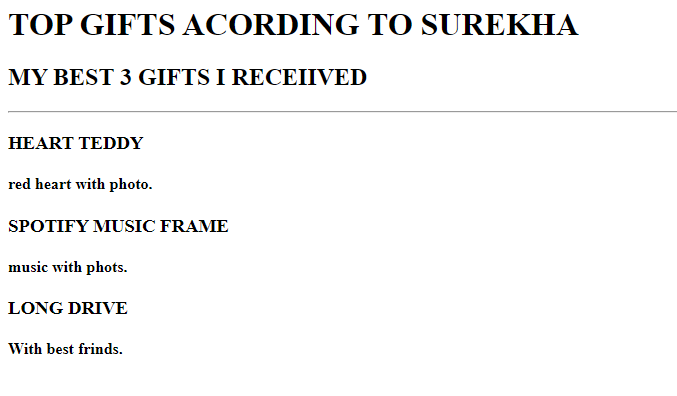 TOP GIFTS ACORDING TO SUREKHA
MY BEST 3 GIFTS I RECEIIVED
HEART TEDDY
red heart with photo.
SPOTIFY MUSIC FRAME
music with phots.
LONG DRIVE
With best frinds.